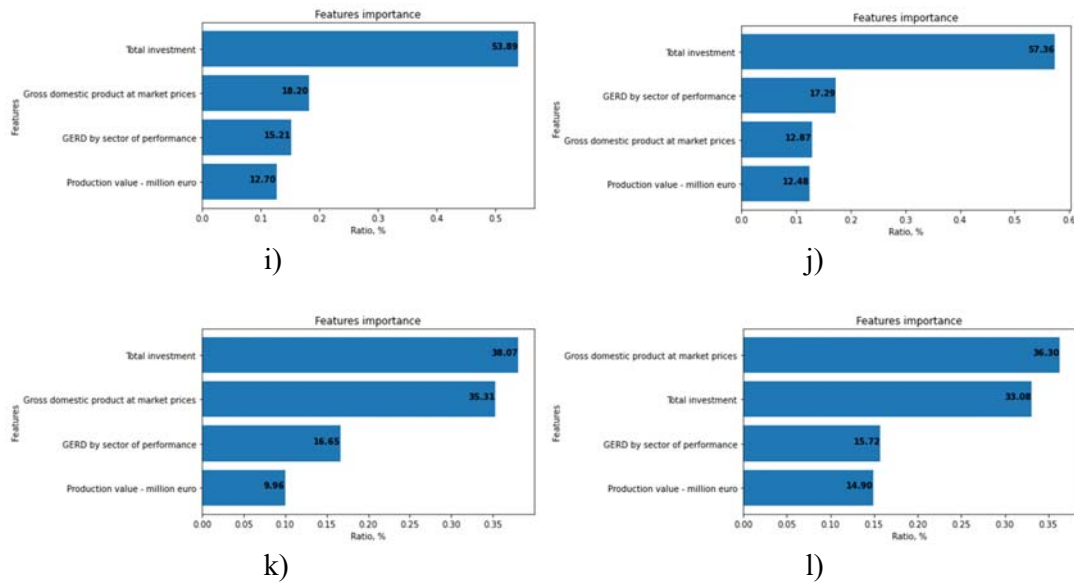 Features importance
Total investment
53.89
Gross domestic product at market prices
18.20
GERD by sector of performance
15.21
Production value - million euro
12.70
Features
0.0 0.1 0.2 0.3 0.4 0.5
Ratio, %
i)
Features importance
Total investment
57.36
GERD by sector of performance
17.29
Gross domestic product at market prices
12.87
Production value - million euro
12.48
Features
0.0 0.1 0.2 0.3 0.4 0.5 0.6
Ratio, %
j)
Features importance
Total investment
38.07
Gross domestic product at market prices
35.31
GERD by sector of performance
16.65
Production value - million euro
9.96
Features
0.00 0.05 0.10 0.15 0.20 0.25 0.30 0.35
Ratio, %
k)
Features importance
Gross domestic product at market prices
36.30
Total investment
33.08
GERD by sector of performance
15.72
Production value - million euro
14.90
Features
0.00 0.05 0.10 0.15 0.20 0.25 0.30 0.35
Ratio, %
l)